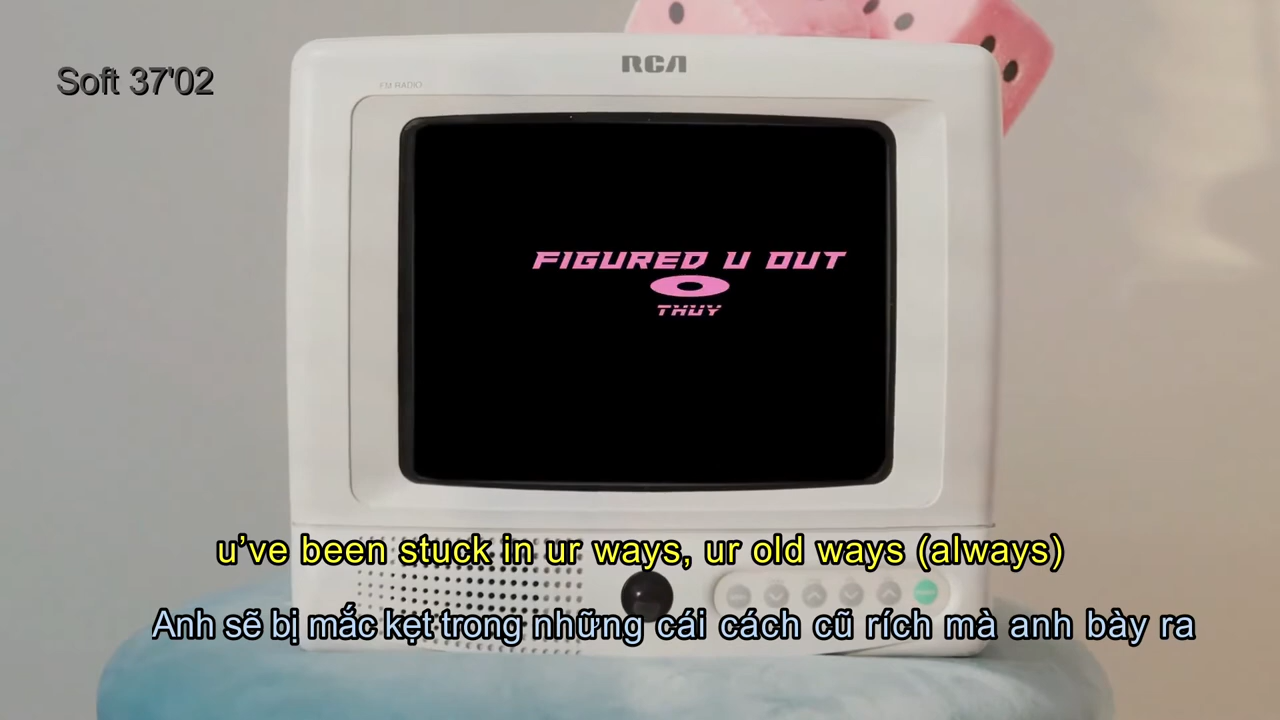 RCA
FM RADIO
Soft 37'02
FIGURED U OUT
THUY
u’ve been stuck in ur ways, ur old ways (always)
Anh sẽ bị mắc kẹt trong những cái cách cũ rích mà anh bày ra